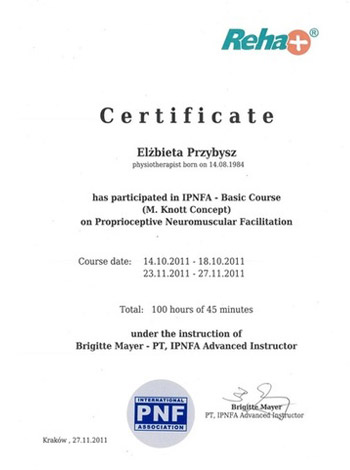 Reha+®
Certificate
Elżbieta Przybysz
physiotherapist born on 14.08.1984
has participated in IPNFA - Basic Course
(M. Knott Concept)
on Proprioceptive Neuromuscular Facilitation
Course date: 14.10.2011 - 18.10.2011
23.11.2011 - 27.11.2011
Total: 100 hours of 45 minutes
under the instruction of
Brigitte Mayer - PT, IPNFA Advanced Instructor
INTERNATIONAL
PNF
ASSOCIATION
Brigitte Mayer
PT, IPNFA Advanced Instructor
Kraków , 27.11.2011